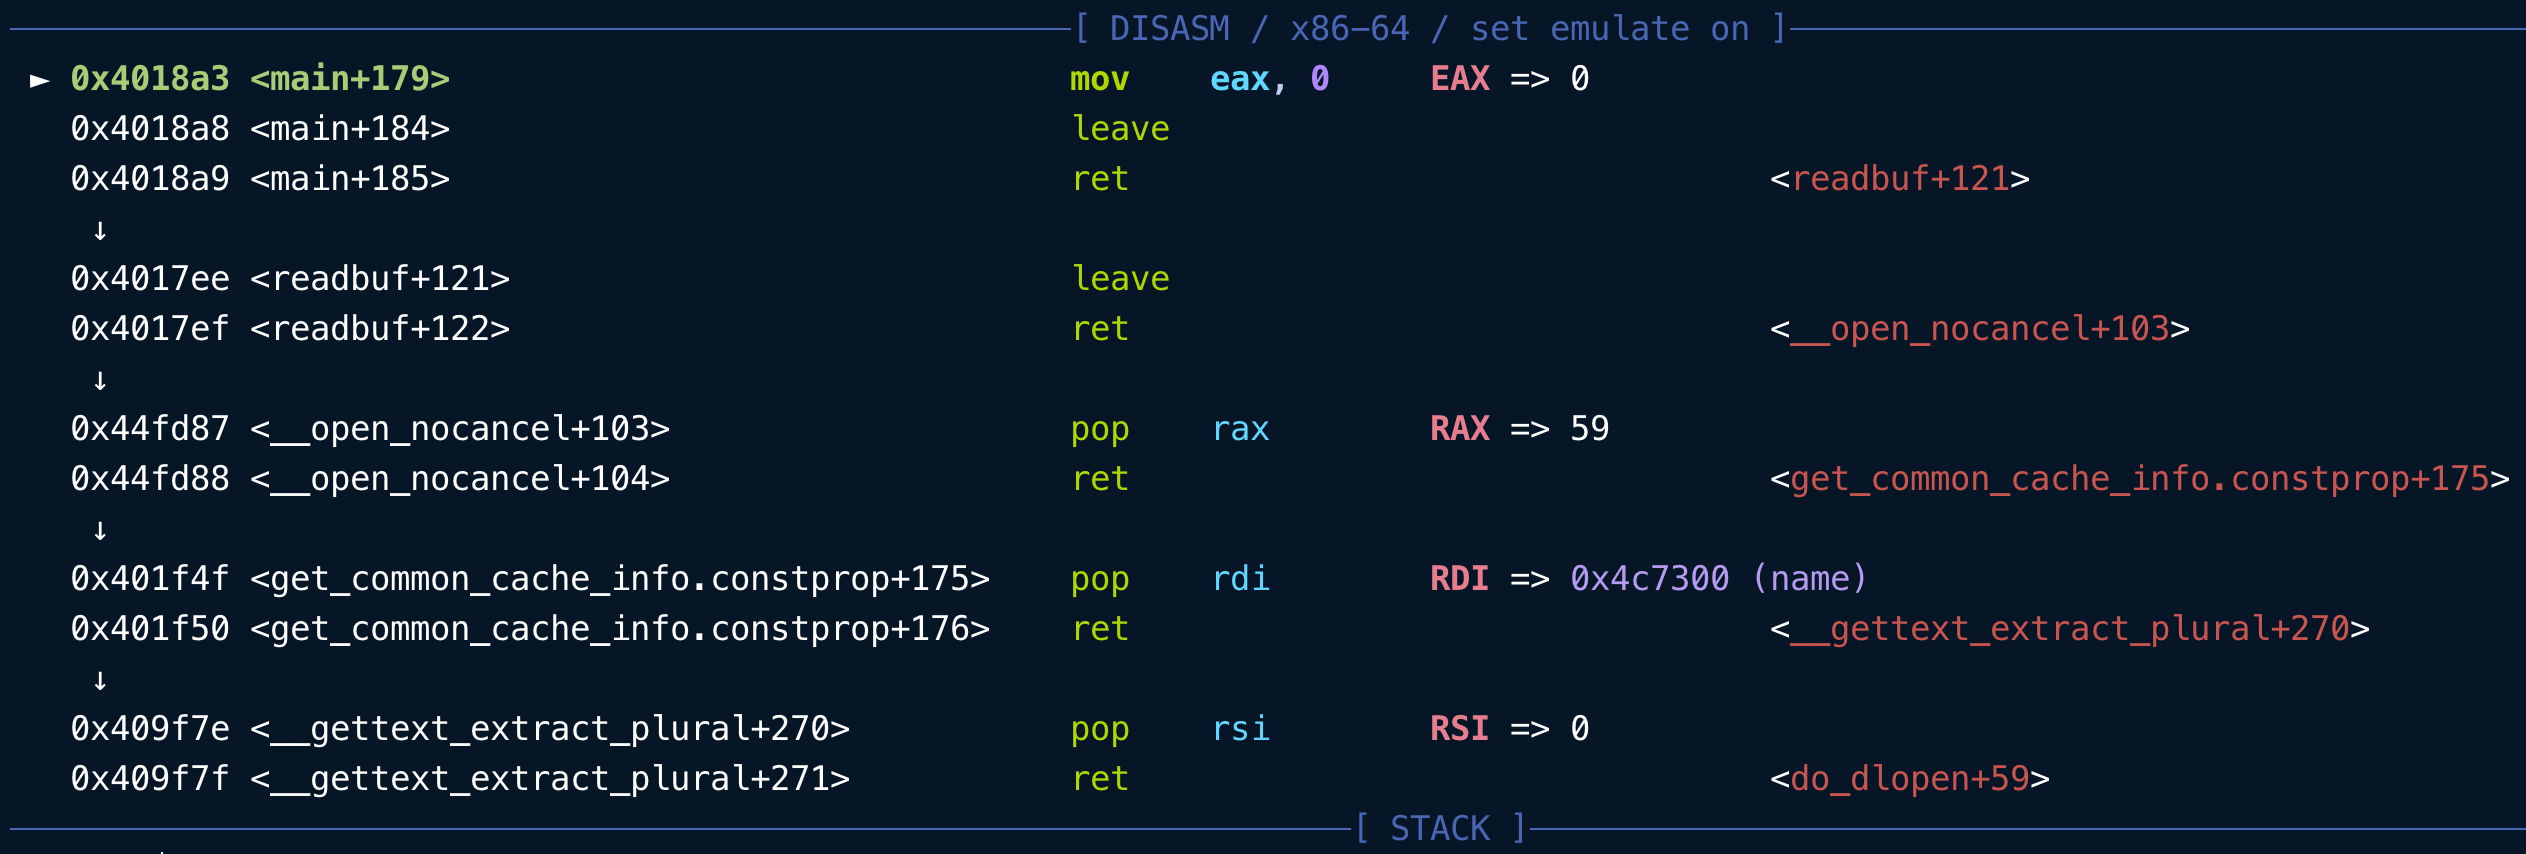 [ DISASM / x86-64 / set emulate on ]
► 0x4018a3 <main+179> mov eax, 0 EAX => 0
0x4018a8 <main+184> leave
0x4018a9 <main+185> ret <readbuf+121>
↓
0x4017ee <readbuf+121> leave
0x4017ef <readbuf+122> ret <__open_nocancel+103>
↓
0x44fd87 <__open_nocancel+103> pop rax RAX => 59
0x44fd88 <__open_nocancel+104> ret <get_common_cache_info.constprop+175>
↓
0x401f4f <get_common_cache_info.constprop+175> pop rdi RDI => 0x4c7300 (name)
0x401f50 <get_common_cache_info.constprop+176> ret <__gettext_extract_plural+270>
↓
0x409f7e <__gettext_extract_plural+270> pop rsi RSI => 0
0x409f7f <__gettext_extract_plural+271> ret <do_dlopen+59>
[ STACK ]